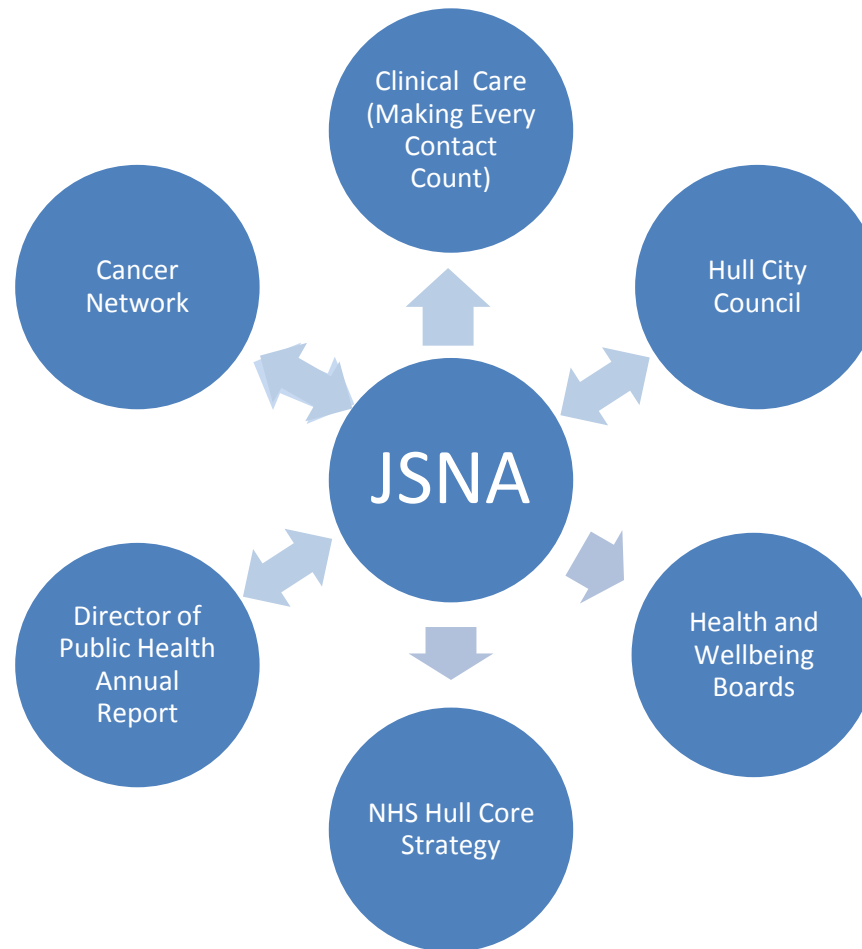 Clinical Care
(Making Every
Contact
Count)
Cancer
Network
Hull City
Council
JSNA
Director of
Public Health
Annual
Report
Health and
Wellbeing
Boards
NHS Hull Core
Strategy